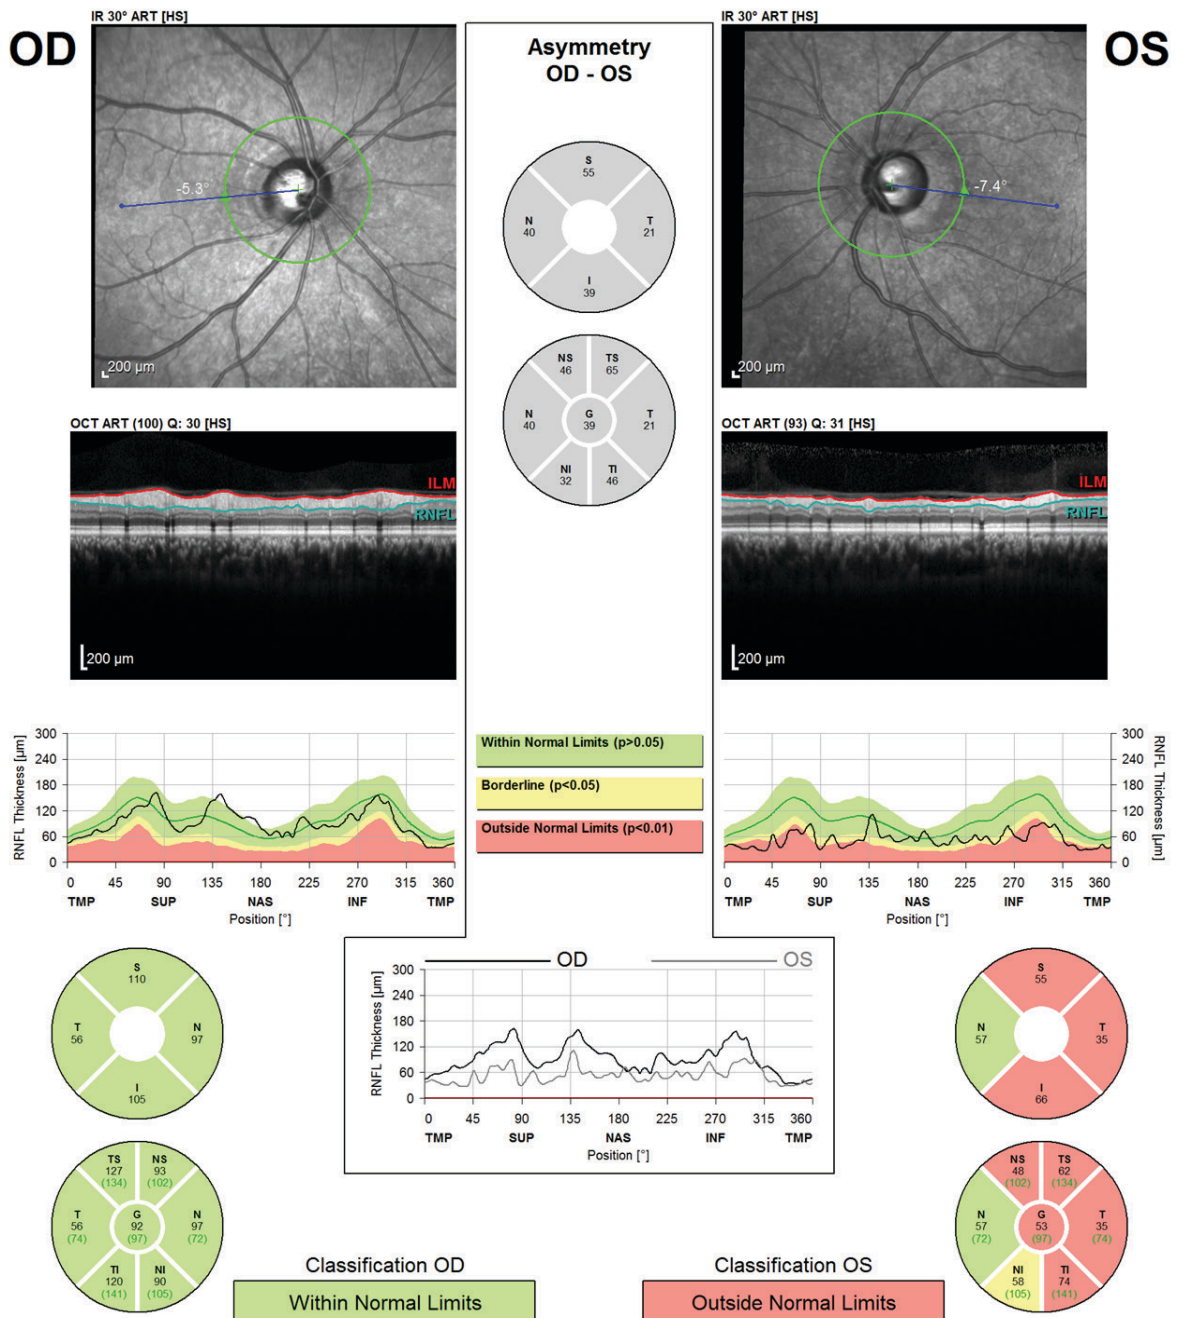 IR 30° ART [HS]
OD
-5.3°
200 µm
Asymmetry
OD - OS
IR 30° ART [HS]
OS
-7.4°
200 µm
S
55
N
40
T
21
I
39
NS
46
TS
65
N
40
G
39
T
21
NI
32
TI
46
OCT ART (100) Q: 30 [HS]
ILM
RNFL
200 µm
OCT ART (93) Q: 31 [HS]
ILM
RNFL
200 µm
RNFL Thickness [µm]
300
240
180
120
60
0
0 45 90 135 180 225 270 315 360
TMP SUP NAS INF TMP
Position [°]
Within Normal Limits (p>0.05)
Borderline (p<0.05)
Outside Normal Limits (p<0.01)
300
240
180
120
60
0
RNFL Thickness [µm]
0 45 90 135 180 225 270 315 360
TMP SUP NAS INF TMP
Position [°]
OD OS
RNFL Thickness [µm]
300
240
180
120
60
0
0 45 90 135 180 225 270 315 360
TMP SUP NAS INF TMP
Position [°]
S
110
T
56
N
97
I
105
TS
127
(134)
NS
93
(102)
T
56
(74)
G
92
(97)
N
97
(72)
TI
120
(141)
NI
90
(105)
Classification OD
Within Normal Limits
S
55
N
57
T
35
I
66
NS
48
(102)
TS
62
(134)
N
57
(72)
G
53
(97)
T
35
(74)
NI
58
(105)
TI
74
(141)
Classification OS
Outside Normal Limits